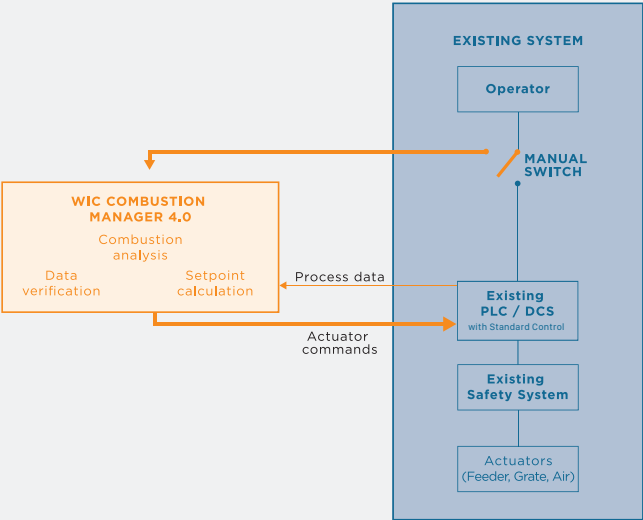 EXISTING SYSTEM
Operator
MANUAL
SWITCH
WIC COMBUSTION
MANAGER 4.0
Combustion
analysis
Data
verification
Setpoint
calculation
Process data
Actuator
commands
Existing
PLC / DCS
with Standard Control
Existing
Safety System
Actuators
(Feeder, Grate, Air)